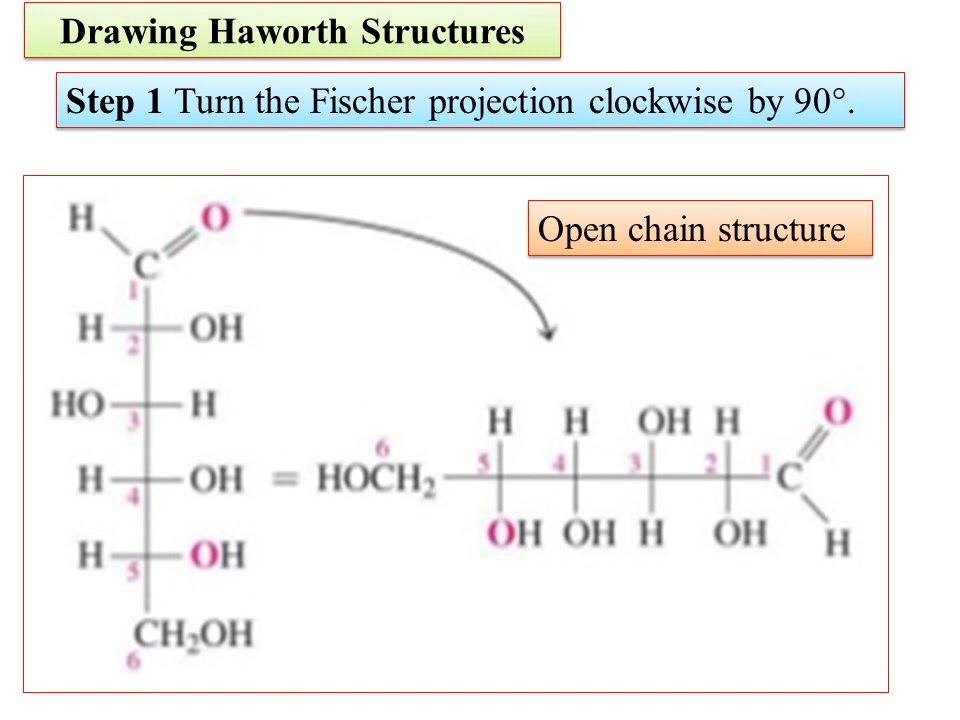 Drawing Haworth Structures
Step 1 Turn the Fischer projection clockwise by 90°.
Open chain structure
H O
C
1
H OH
2
HO H
3
H OH
4
H OH
5
CH₂OH
6
=
H H OH H O
6 5 4 3 2 1
HOCH₂ C
OH OH H OH H